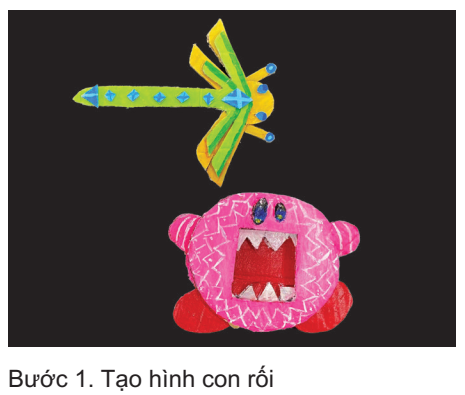 Bước 1. Tạo hình con rối